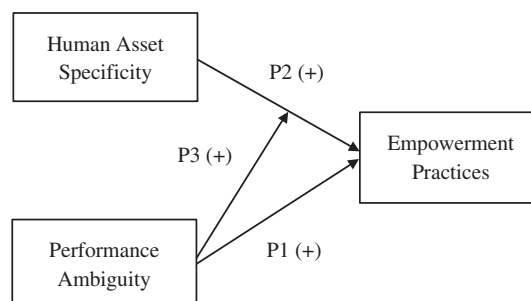 Human Asset
Specificity
P2 (+)
Empowerment
Practices
P3 (+)
Performance
Ambiguity
P1 (+)